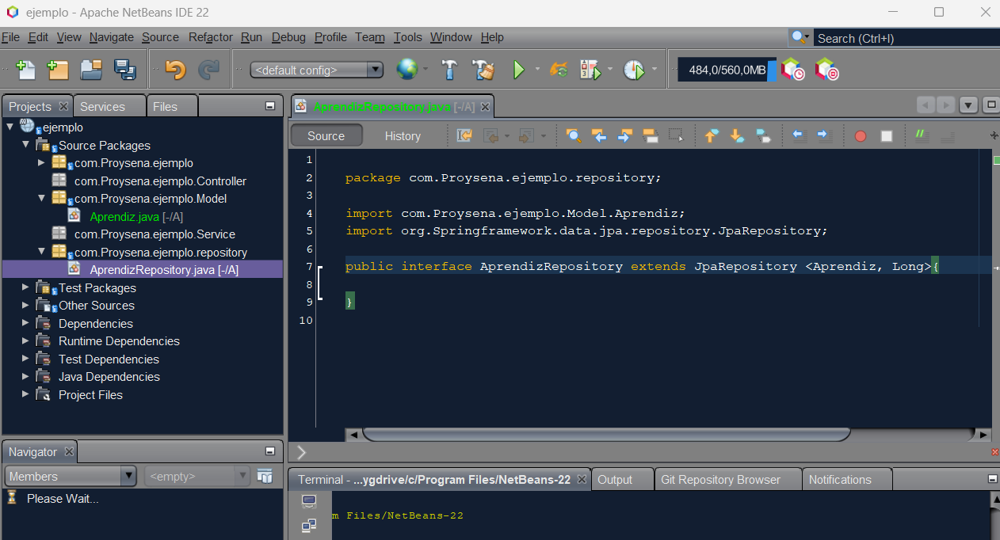 ejemplo - Apache NetBeans IDE 22
File Edit View Navigate Source Refactor Run Debug Profile Team Tools Window Help
Search (Ctrl+I)
<default config>
484,0/560,0MB
Projects Services Files
ejemplo
Source Packages
com.Proysena.ejemplo
com.Proysena.ejemplo.Controller
com.Proysena.ejemplo.Model
Aprendiz.java [-/A]
com.Proysena.ejemplo.Service
com.Proysena.ejemplo.repository
AprendizRepository.java [-/A]
Test Packages
Other Sources
Dependencies
Runtime Dependencies
Test Dependencies
Java Dependencies
Project Files
Navigator
Members <empty>
Please Wait...
AprendizRepository.java [-/A]
Source History
1
2 package com.Proysena.ejemplo.repository;
3
4 import com.Proysena.ejemplo.Model.Aprendiz;
5 import org.Springframework.data.jpa.repository.JpaRepository;
6
7 public interface AprendizRepository extends JpaRepository <Aprendiz, Long>{
8
9 }
10
Terminal - ...ygdrive/c/Program Files/NetBeans-22 Output Git Repository Browser Notifications
m Files/NetBeans-22